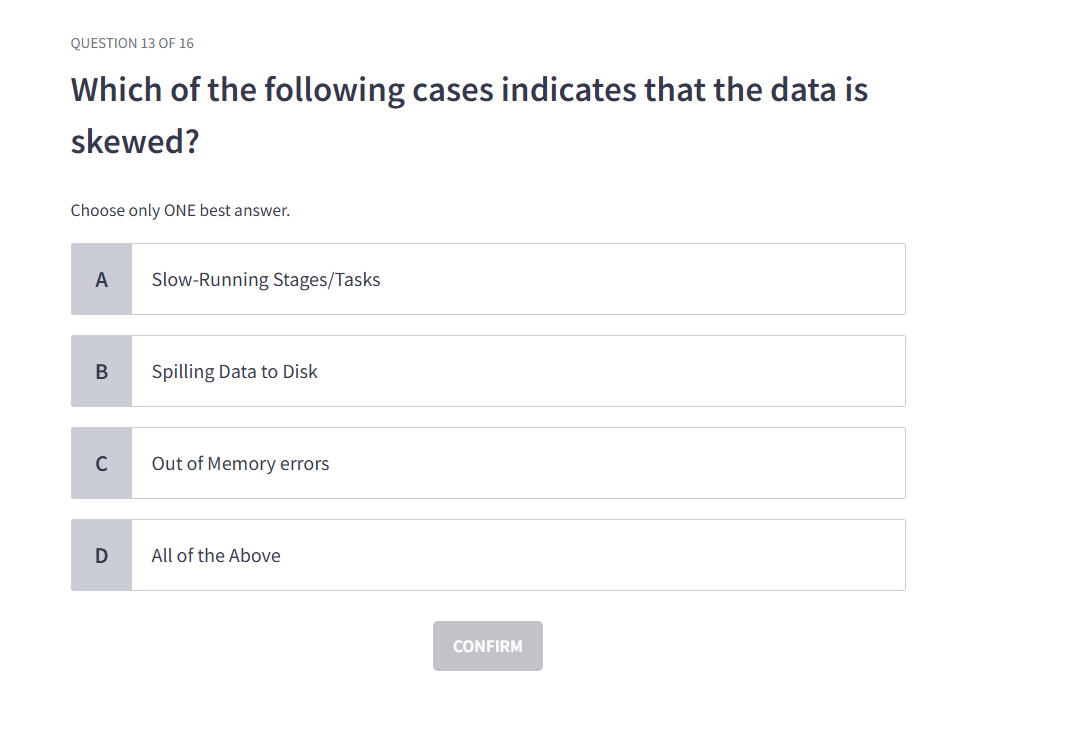 QUESTION 13 OF 16
Which of the following cases indicates that the data is
skewed?
Choose only ONE best answer.
A Slow-Running Stages/Tasks
B Spilling Data to Disk
C Out of Memory errors
D All of the Above
CONFIRM